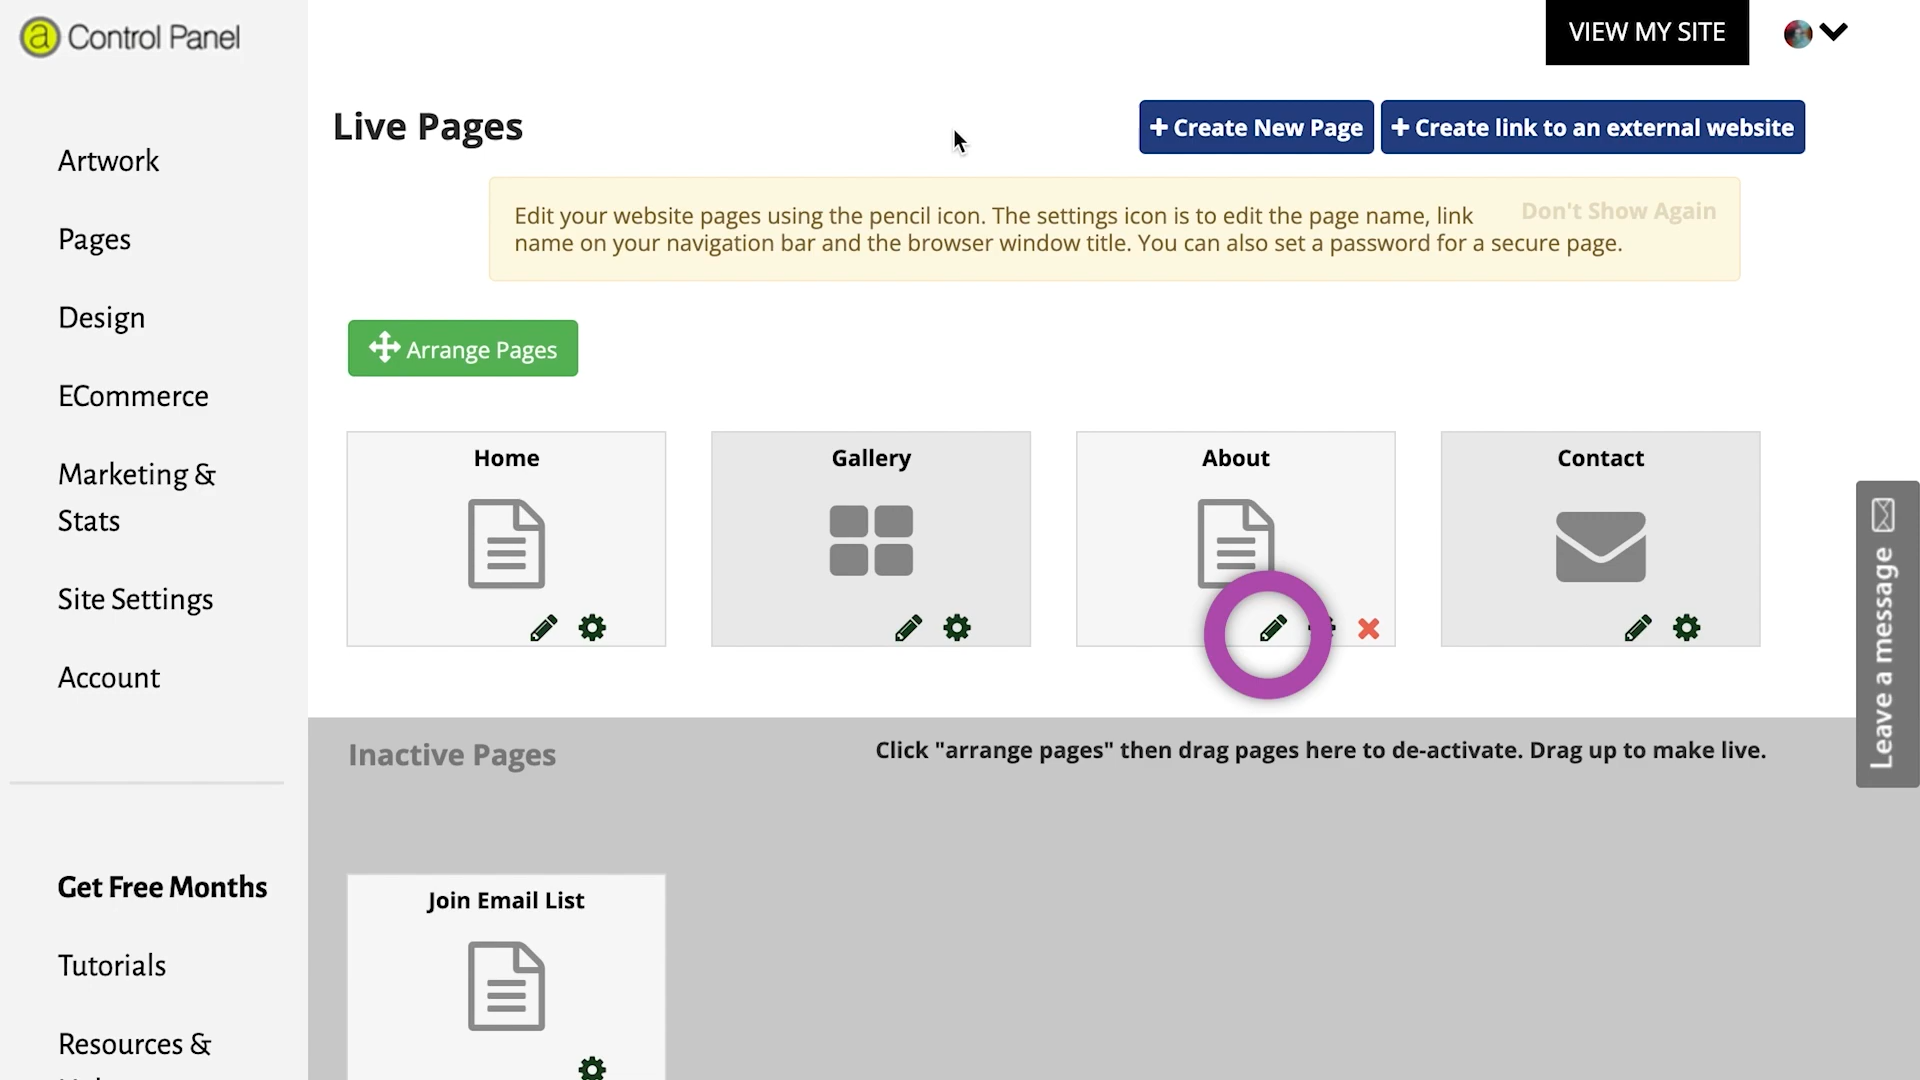 a Control Panel
VIEW MY SITE
Artwork
Pages
Design
ECommerce
Marketing &
Stats
Site Settings
Account
Get Free Months
Tutorials
Resources &
Live Pages
+ Create New Page
+ Create link to an external website
Edit your website pages using the pencil icon. The settings icon is to edit the page name, link
name on your navigation bar and the browser window title. You can also set a password for a secure page.
Don't Show Again
Arrange Pages
Home
Gallery
About
Contact
Inactive Pages
Click "arrange pages" then drag pages here to de-activate. Drag up to make live.
Join Email List
Leave a message